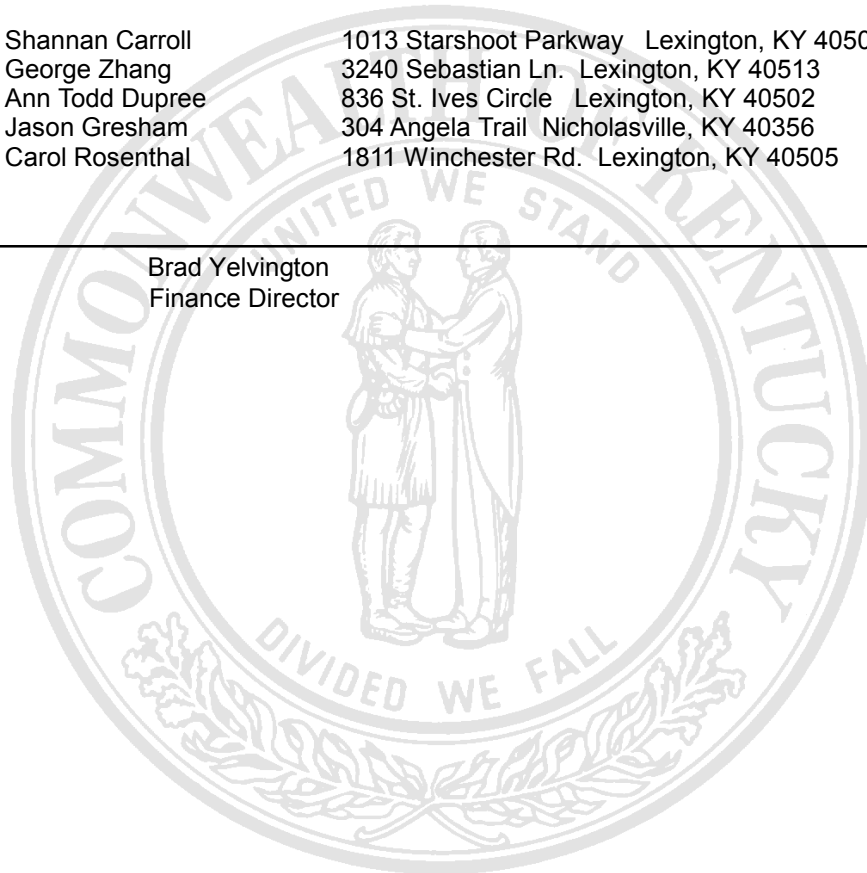 Shannan Carroll 1013 Starshoot Parkway Lexington, KY 4050
George Zhang 3240 Sebastian Ln. Lexington, KY 40513
Ann Todd Dupree 836 St. Ives Circle Lexington, KY 40502
Jason Gresham 304 Angela Trail Nicholasville, KY 40356
Carol Rosenthal 1811 Winchester Rd. Lexington, KY 40505
Brad Yelvington
Finance Director
COMMONWEALTH OF KENTUCKY
UNITED WE STAND
DIVIDED WE FALL